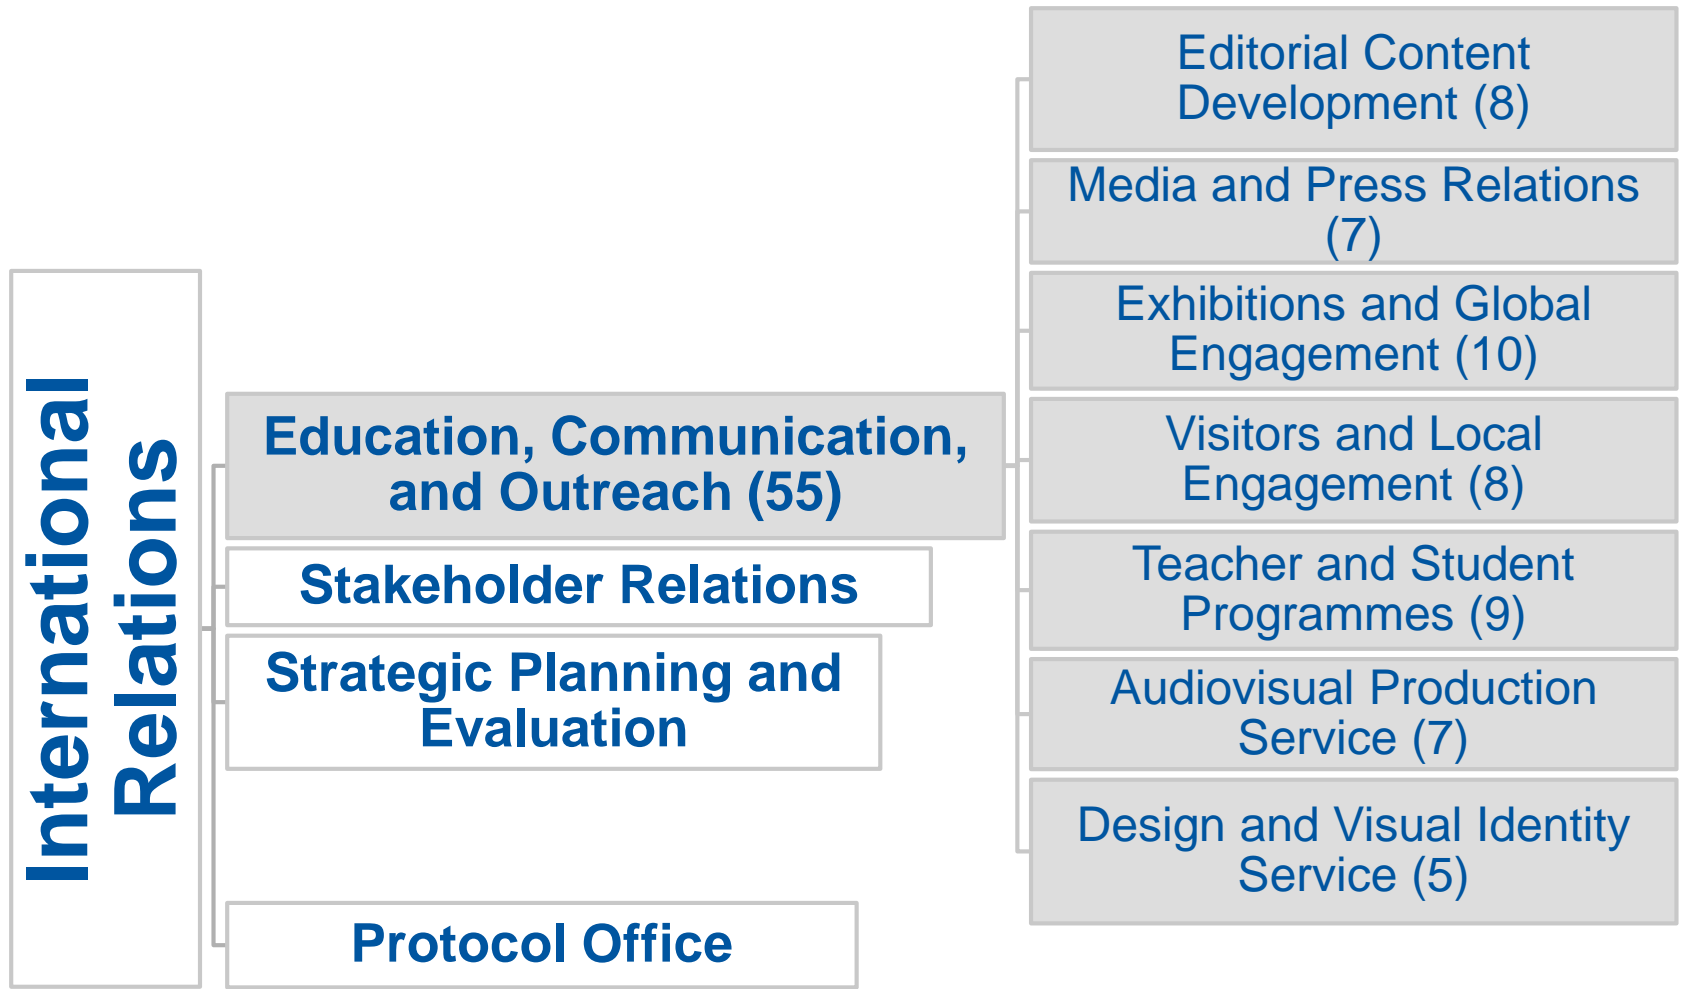 International
Relations
Education, Communication,
and Outreach (55)
Stakeholder Relations
Strategic Planning and
Evaluation
Protocol Office
Editorial Content
Development (8)
Media and Press Relations
(7)
Exhibitions and Global
Engagement (10)
Visitors and Local
Engagement (8)
Teacher and Student
Programmes (9)
Audiovisual Production
Service (7)
Design and Visual Identity
Service (5)